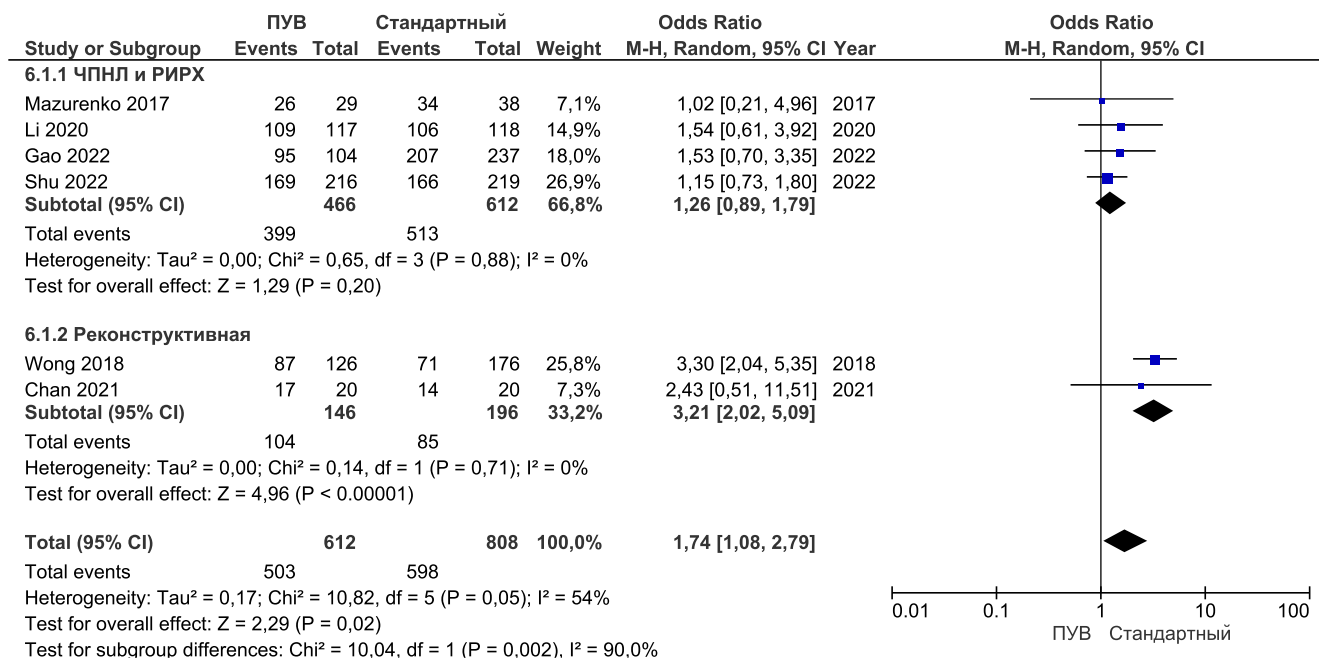 ПУВ Стандартный Odds Ratio Odds Ratio
Study or Subgroup Events Total Events Total Weight M-H, Random, 95% CI Year M-H, Random, 95% CI
6.1.1 ЧПНЛ и РИРХ
Mazurenko 2017 26 29 34 38 7,1% 1,02 [0,21, 4,96] 2017
Li 2020 109 117 106 118 14,9% 1,54 [0,61, 3,92] 2020
Gao 2022 95 104 207 237 18,0% 1,53 [0,70, 3,35] 2022
Shu 2022 169 216 166 219 26,9% 1,15 [0,73, 1,80] 2022
Subtotal (95% CI) 466 612 66,8% 1,26 [0,89, 1,79]
Total events 399 513
Heterogeneity: Tau² = 0,00; Chi² = 0,65, df = 3 (P = 0,88); I² = 0%
Test for overall effect: Z = 1,29 (P = 0,20)
6.1.2 Реконструктивная
Wong 2018 87 126 71 176 25,8% 3,30 [2,04, 5,35] 2018
Chan 2021 17 20 14 20 7,3% 2,43 [0,51, 11,51] 2021
Subtotal (95% CI) 146 196 33,2% 3,21 [2,02, 5,09]
Total events 104 85
Heterogeneity: Tau² = 0,00; Chi² = 0,14, df = 1 (P = 0,71); I² = 0%
Test for overall effect: Z = 4,96 (P < 0.00001)
Total (95% CI) 612 808 100,0% 1,74 [1,08, 2,79]
Total events 503 598
Heterogeneity: Tau² = 0,17; Chi² = 10,82, df = 5 (P = 0,05); I² = 54%
Test for overall effect: Z = 2,29 (P = 0,02)
Test for subgroup differences: Chi² = 10,04, df = 1 (P = 0,002), I² = 90,0%
0.01 0.1 1 10 100
ПУВ Стандартный